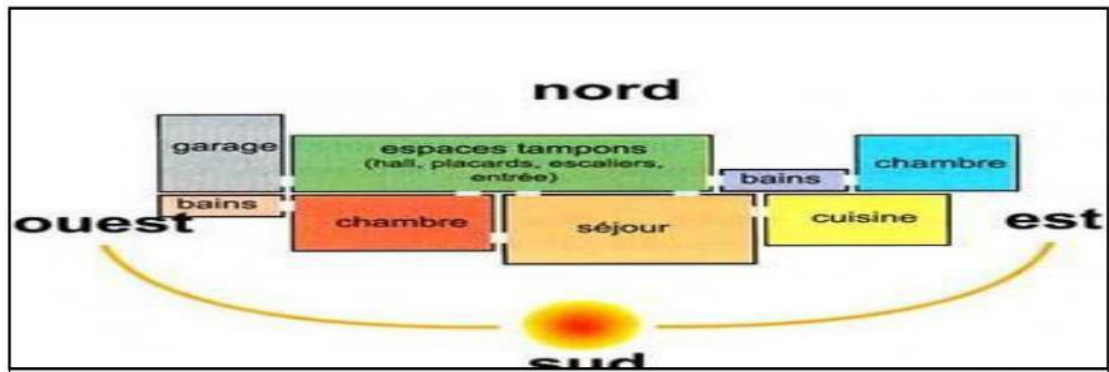 nord
garage
espaces tampons
(hall, placards, escaliers,
entrée)
bains
chambre
bains
ouest
chambre
séjour
cuisine
est
sud